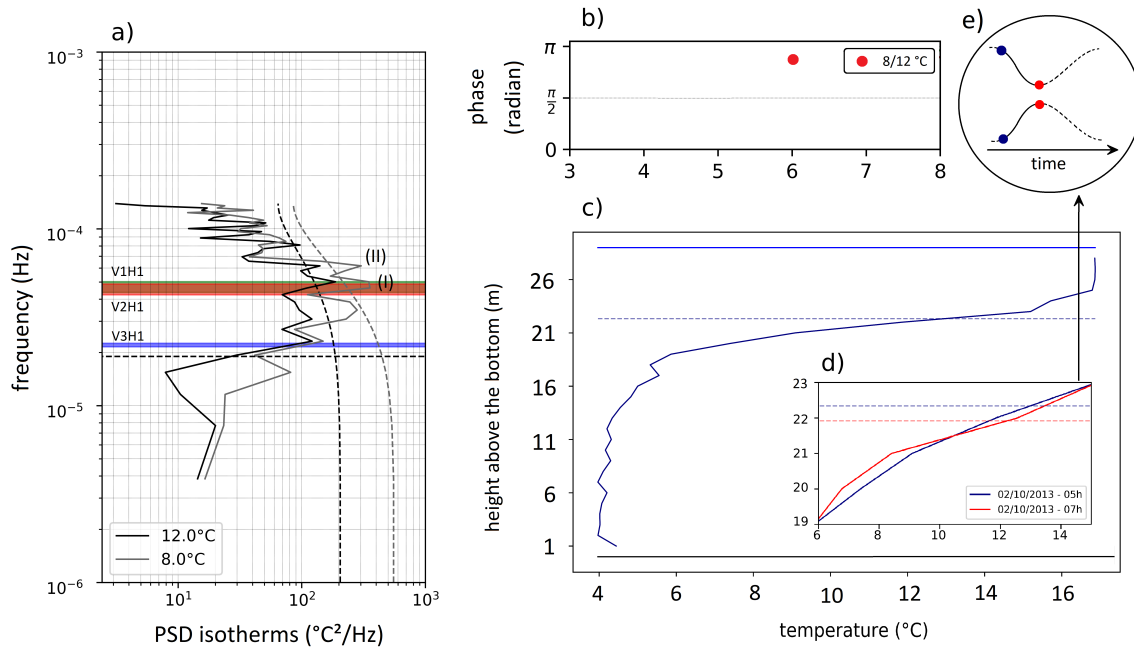 a)
10⁻³
10⁻⁴
10⁻⁵
10⁻⁶
frequency (Hz)
V1H1
V2H1
V3H1
(II)
(I)
12.0°C
8.0°C
10¹
10²
10³
PSD isotherms (°C²/Hz)
b)
π
π/2
0
phase
(radian)
8/12 °C
3
4
5
6
7
8
e)
time
c)
26
21
16
11
6
1
height above the bottom (m)
4
6
8
10
12
14
16
temperature (°C)
d)
23
22
21
20
19
6
8
10
12
14
02/10/2013 - 05h
02/10/2013 - 07h